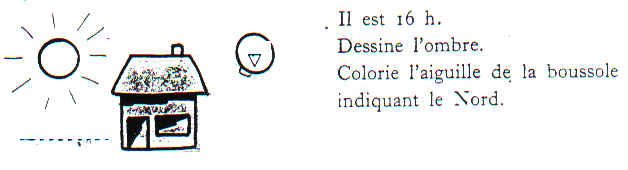 Il est 16 h.
Dessine l'ombre.
Colorie l'aiguille de la boussole
indiquant le Nord.